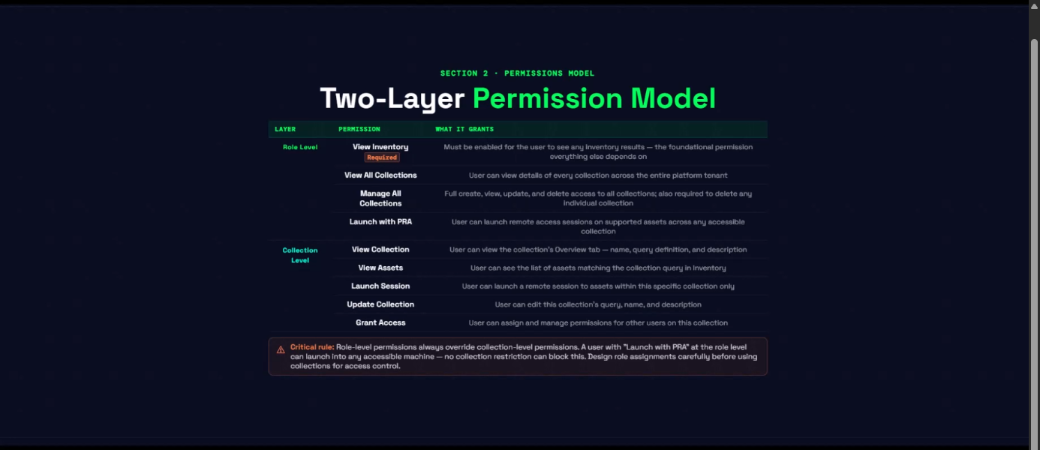 SECTION 2 - PERMISSIONS MODEL
Two-Layer Permission Model
LAYER PERMISSION WHAT IT GRANTS
Role Level View Inventory Must be enabled for the user to see any Inventory results — the foundational permission
Required everything else depends on
View All Collections User can view details of every collection across the entire platform tenant
Manage All Full create, view, update, and delete access to all collections; also required to delete any
Collections individual collection
Launch with PRA User can launch remote access sessions on supported assets across any accessible
collection
Collection View Collection User can view the collection's Overview tab — name, query definition, and description
Level
View Assets User can see the list of assets matching the collection query in Inventory
Launch Session User can launch a remote session to assets within this specific collection only
Update Collection User can edit this collection's query, name, and description
Grant Access User can assign and manage permissions for other users on this collection
Critical rule: Role-level permissions always override collection-level permissions. A user with "Launch with PRA" at the role level
can launch into any accessible machine — no collection restriction can block this. Design role assignments carefully before using
collections for access control.